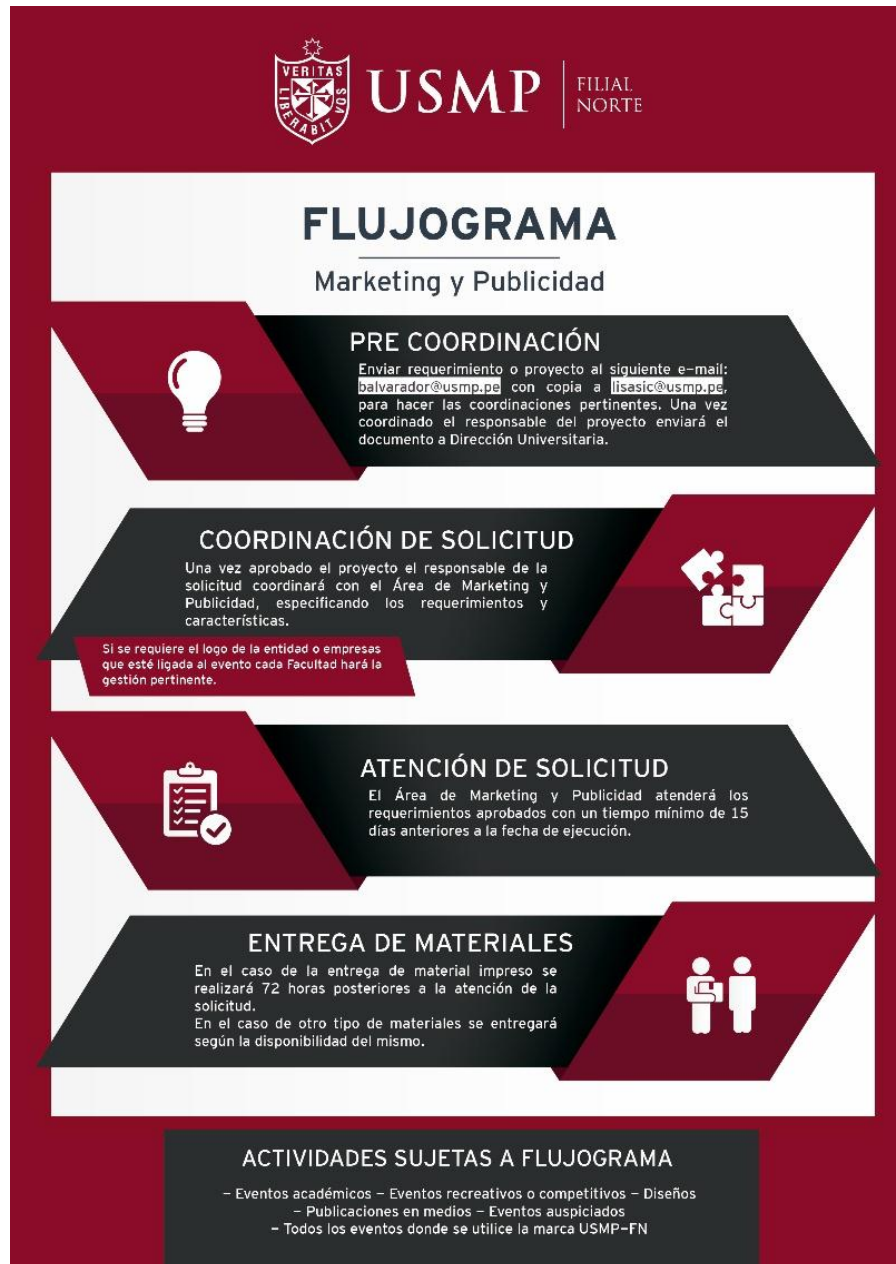 VERITAS
LIBERABIT VOS
USMP
FILIAL
NORTE
FLUJOGRAMA
Marketing y Publicidad
PRE COORDINACIÓN
Enviar requerimiento o proyecto al siguiente e-mail:
balvarador@usmp.pe con copia a lisasic@usmp.pe,
para hacer las coordinaciones pertinentes. Una vez
coordinado el responsable del proyecto enviará el
documento a Dirección Universitaria.
COORDINACIÓN DE SOLICITUD
Una vez aprobado el proyecto el responsable de la
solicitud coordinará con el Área de Marketing y
Publicidad, especificando los requerimientos y
características.
Si se requiere el logo de la entidad o empresas
que esté ligada al evento cada Facultad hará la
gestión pertinente.
ATENCIÓN DE SOLICITUD
El Área de Marketing y Publicidad atenderá los
requerimientos aprobados con un tiempo mínimo de 15
días anteriores a la fecha de ejecución.
ENTREGA DE MATERIALES
En el caso de la entrega de material impreso se
realizará 72 horas posteriores a la atención de la
solicitud.
En el caso de otro tipo de materiales se entregará
según la disponibilidad del mismo.
ACTIVIDADES SUJETAS A FLUJOGRAMA
– Eventos académicos – Eventos recreativos o competitivos – Diseños
– Publicaciones en medios – Eventos auspiciados
– Todos los eventos donde se utilice la marca USMP–FN